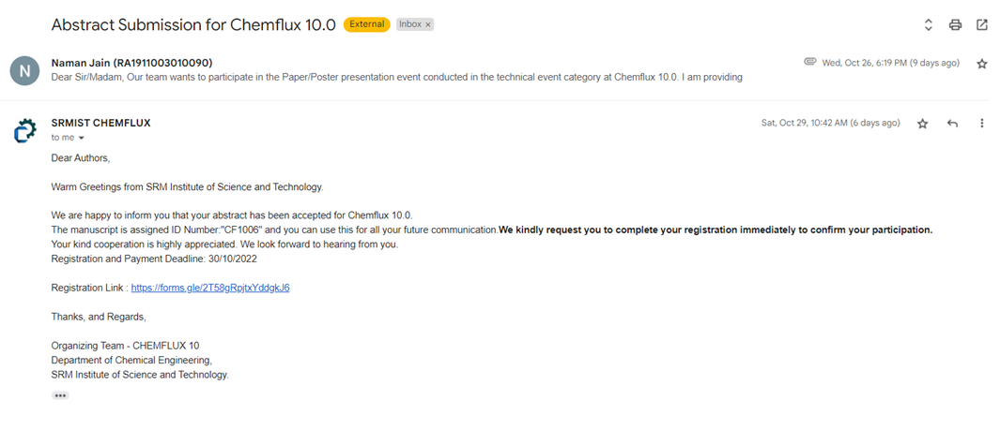 Abstract Submission for Chemflux 10.0 External Inbox ×
N Naman Jain (RA1911003010090) Wed, Oct 26, 6:19 PM (9 days ago)
Dear Sir/Madam, Our team wants to participate in the Paper/Poster presentation event conducted in the technical event category at Chemflux 10.0. I am providing
SRMIST CHEMFLUX Sat, Oct 29, 10:42 AM (6 days ago)
to me
Dear Authors,
Warm Greetings from SRM Institute of Science and Technology.
We are happy to inform you that your abstract has been accepted for Chemflux 10.0.
The manuscript is assigned ID Number:"CF1006" and you can use this for all your future communication.We kindly request you to complete your registration immediately to confirm your participation.
Your kind cooperation is highly appreciated. We look forward to hearing from you.
Registration and Payment Deadline: 30/10/2022
Registration Link : https://forms.gle/2T58gRpjtxYddgkJ6
Thanks, and Regards,
Organizing Team - CHEMFLUX 10
Department of Chemical Engineering,
SRM Institute of Science and Technology.